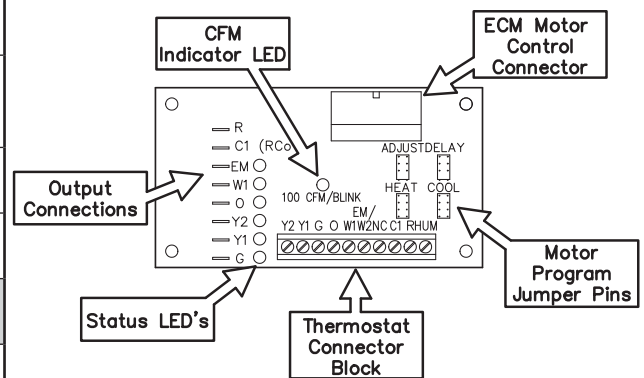 CFM
Indicator LED
ECM Motor
Control
Connector
R
C1 (RCo
ADJUST DELAY
EM
W1
HEAT COOL
100 CFM/BLINK
Output
Connections
O
EM/
Y2
Y2 Y1 G O W1 W2 NC C1 R HUM
Y1
G
Motor
Program
Jumper Pins
Status LED's
Thermostat
Connector
Block